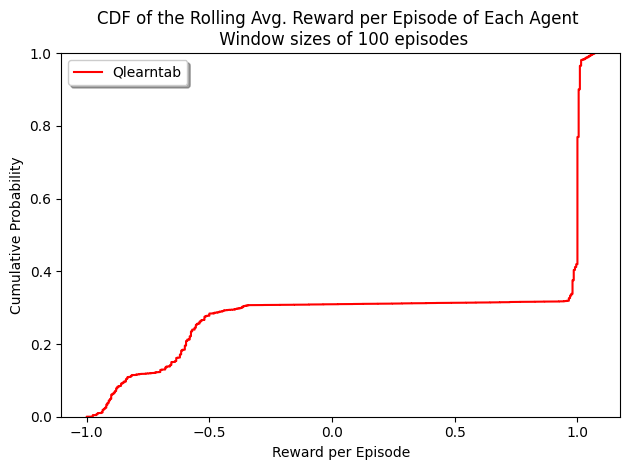 CDF of the Rolling Avg. Reward per Episode of Each Agent
Window sizes of 100 episodes
Qlearntab
Cumulative Probability
1.0
0.8
0.6
0.4
0.2
0.0
−1.0
−0.5
0.0
0.5
1.0
Reward per Episode